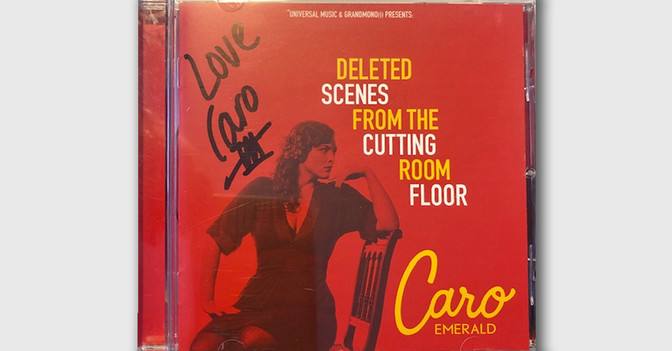 UNIVERSAL MUSIC & GRANDMONO))) PRESENTS:
Love
Caro
DELETED
SCENES
FROM THE
CUTTING
ROOM
FLOOR
Caro
EMERALD